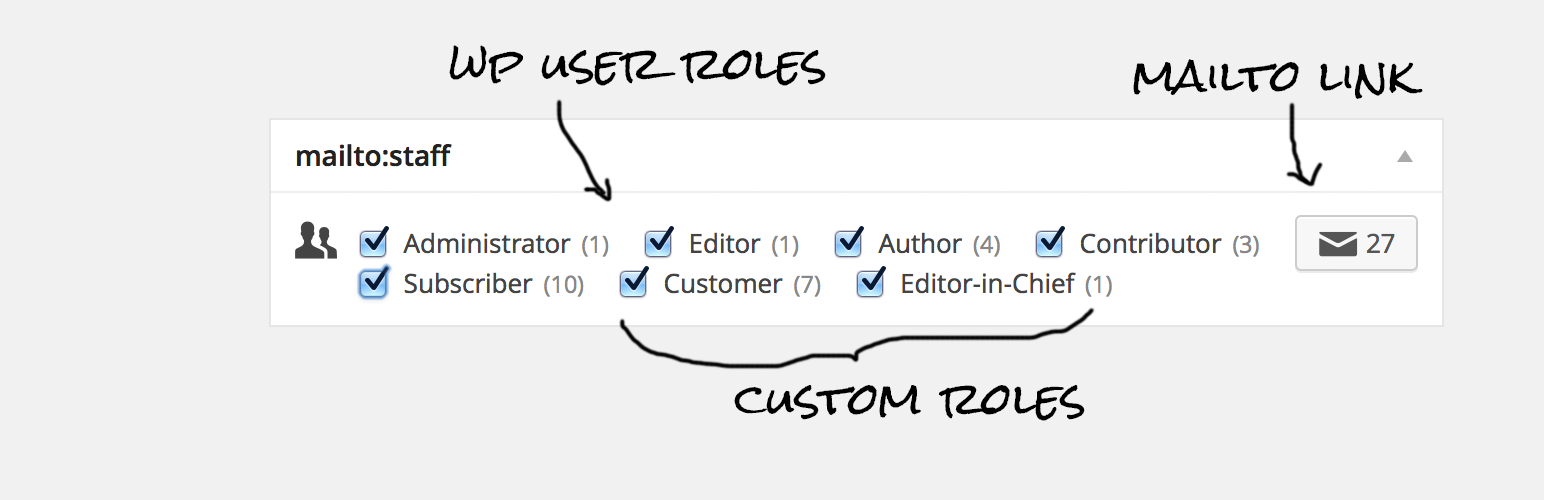 WP USER ROLES
MAILTO LINK
mailto:staff
Administrator (1) Editor (1) Author (4) Contributor (3) 27
Subscriber (10) Customer (7) Editor-in-Chief (1)
CUSTOM ROLES